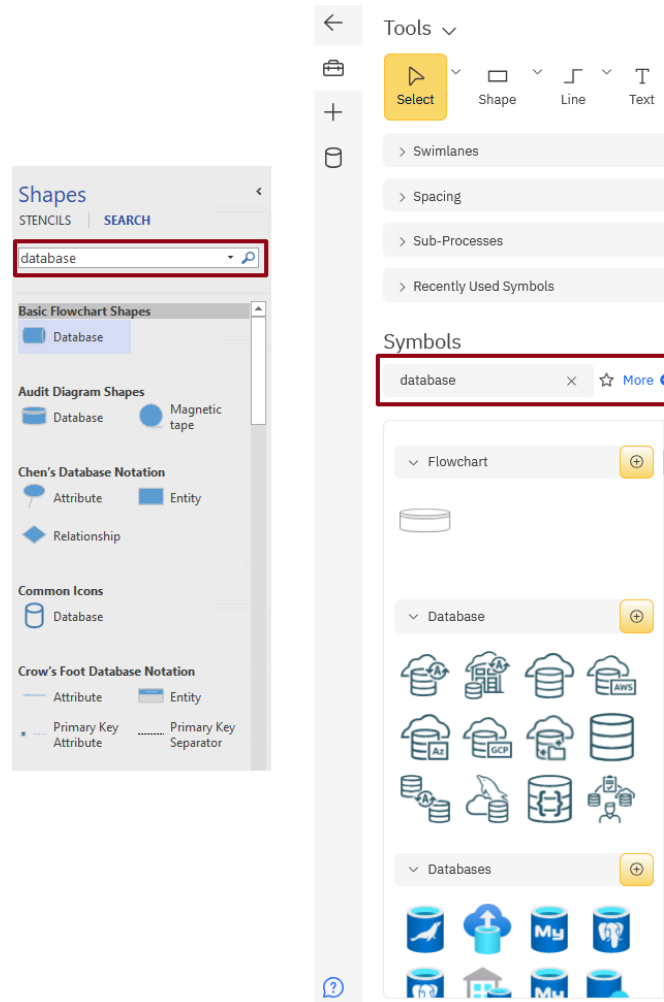 Shapes
STENCILS SEARCH
database
Basic Flowchart Shapes
Database
Audit Diagram Shapes
Database Magnetic tape
Chen's Database Notation
Attribute Entity
Relationship
Common Icons
Database
Crow's Foot Database Notation
Attribute Entity
Primary Key Attribute Primary Key Separator
Tools
Select Shape Line Text
Swimlanes
Spacing
Sub-Processes
Recently Used Symbols
Symbols
database More
Flowchart
Database
A A AWS
Az GCP
A {-}
Databases
My
My